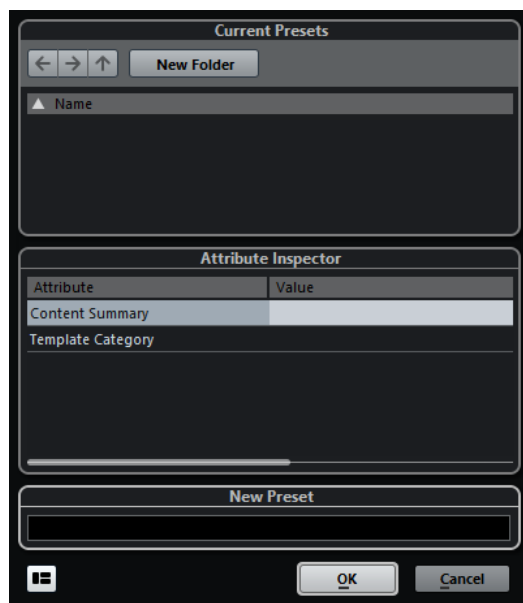 Current Presets
New Folder
Name
Attribute Inspector
Attribute Value
Content Summary
Template Category
New Preset
OK Cancel